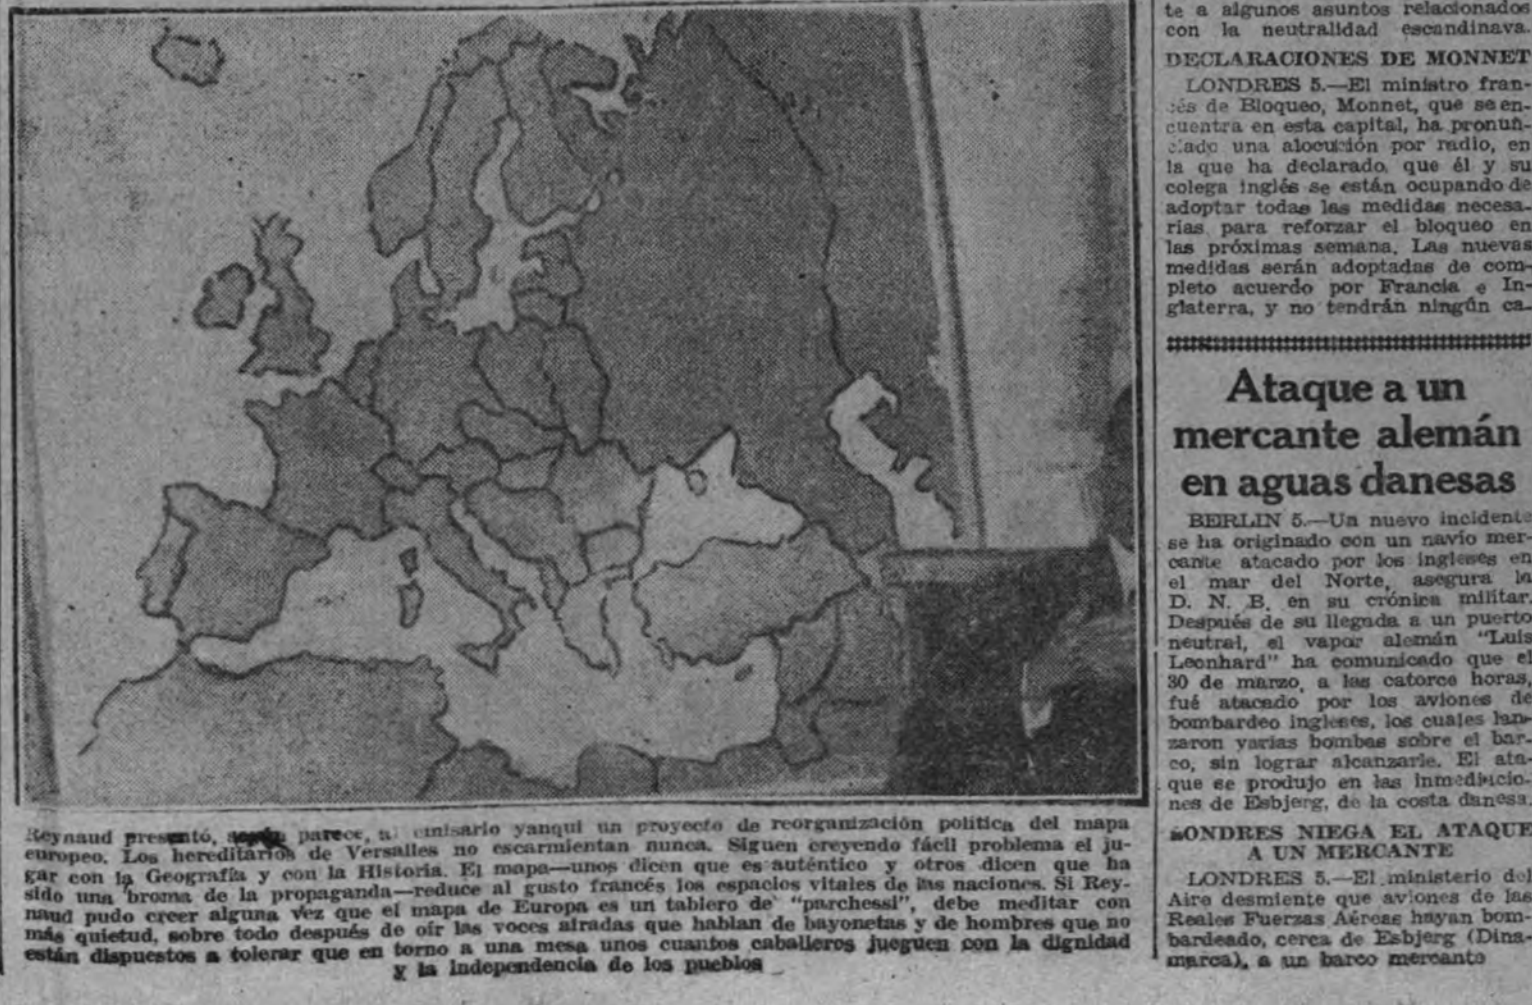 Reynaud presentó, según parece, al emisario yanqui un proyecto de reorganización política del mapa
europeo. Los hereditarios de Versalles no escarmientan nunca. Siguen creyendo fácil problema el ju-
gar con la Geografía y con la Historia. El mapa—unos dicen que es auténtico y otros dicen que ha
sido una broma de la propaganda—reduce al gusto francés los espacios vitales de las naciones. Si Rey-
naud pudo creer alguna vez que el mapa de Europa es un tablero de "parchessi", debe meditar con
más quietud, sobre todo después de oír las voces airadas que hablan de bayonetas y de hombres que no
están dispuestos a tolerar que en torno a una mesa unos cuantos caballeros jueguen con la dignidad
y la independencia de los pueblos
te a algunos asuntos relacionados
con la neutralidad escandinava.
DECLARACIONES DE MONNET
LONDRES 5.—El ministro fran-
cés de Bloqueo, Monnet, que se en-
cuentra en esta capital, ha pronun-
ciado una alocución por radio, en
la que ha declarado, que él y su
colega inglés se están ocupando de
adoptar todas las medidas necesa-
rias para reforzar el bloqueo en
las próximas semana. Las nuevas
medidas serán adoptadas de com-
pleto acuerdo por Francia e In-
glaterra, y no tendrán ningún ca-
Ataque a un
mercante alemán
en aguas danesas
BERLIN 5.—Un nuevo incidente
se ha originado con un navío mer-
cante atacado por los ingleses en
el mar del Norte, asegura la
D. N. B. en su crónica militar.
Después de su llegada a un puerto
neutral, el vapor alemán "Luis
Leonhard" ha comunicado que el
30 de marzo, a las catorce horas,
fué atacado por los aviones de
bombardeo ingleses, los cuales lan-
zaron varias bombas sobre el bar-
co, sin lograr alcanzarle. El ata-
que se produjo en las inmediacio-
nes de Esbjerg, de la costa danesa.
LONDRES NIEGA EL ATAQUE
A UN MERCANTE
LONDRES 5.—El ministerio del
Aire desmiente que aviones de las
Reales Fuerzas Aéreas hayan bom-
bardeado, cerca de Esbjerg (Dina-
marca), a un barco mercante